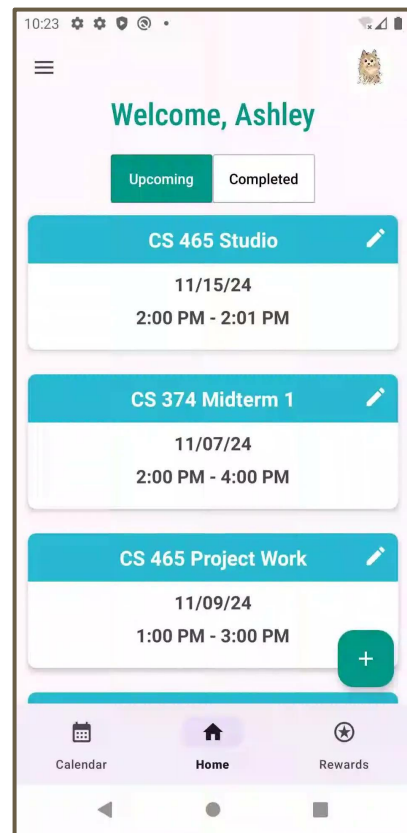 10:23
Welcome, Ashley
Upcoming
Completed
CS 465 Studio
11/15/24
2:00 PM - 2:01 PM
CS 374 Midterm 1
11/07/24
2:00 PM - 4:00 PM
CS 465 Project Work
11/09/24
1:00 PM - 3:00 PM
+
Calendar
Home
Rewards